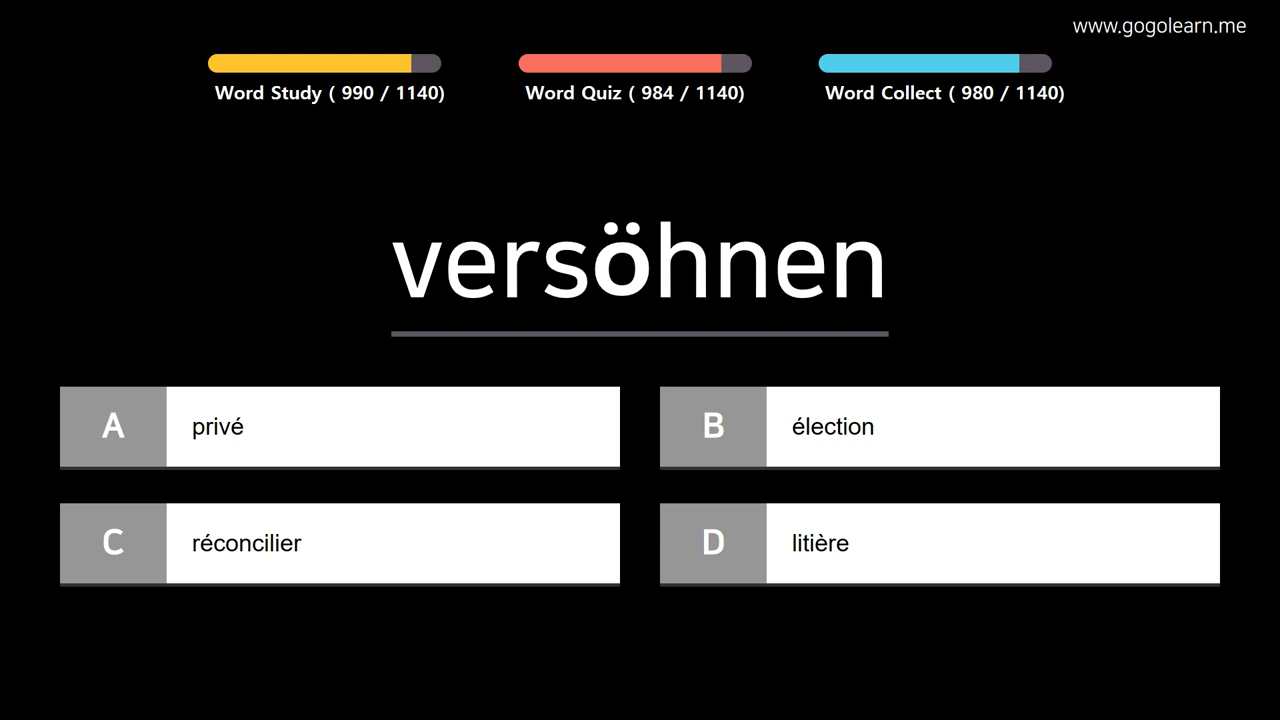 www.gogolearn.me
Word Study ( 990 / 1140)
Word Quiz ( 984 / 1140)
Word Collect ( 980 / 1140)
versöhnen
A privé
B élection
C réconcilier
D litière